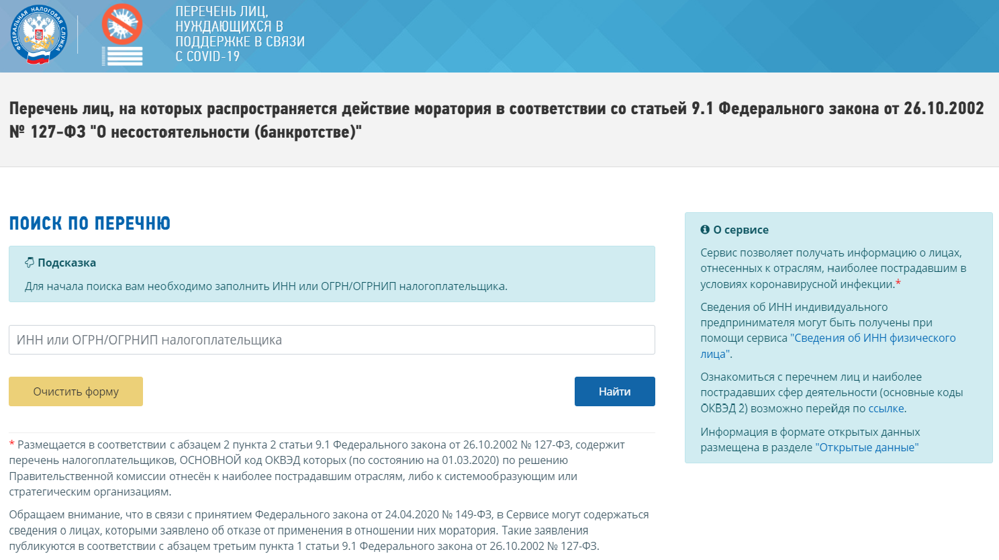 ФЕДЕРАЛЬНАЯ НАЛОГОВАЯ СЛУЖБА
ПЕРЕЧЕНЬ ЛИЦ,
НУЖДАЮЩИХСЯ В
ПОДДЕРЖКЕ В СВЯЗИ
С COVID-19
Перечень лиц, на которых распространяется действие моратория в соответствии со статьей 9.1 Федерального закона от 26.10.2002
№ 127-ФЗ "О несостоятельности (банкротстве)"
ПОИСК ПО ПЕРЕЧНЮ
Подсказка
Для начала поиска вам необходимо заполнить ИНН или ОГРН/ОГРНИП налогоплательщика.
ИНН или ОГРН/ОГРНИП налогоплательщика
Очистить форму
Найти
* Размещается в соответствии с абзацем 2 пункта 2 статьи 9.1 Федерального закона от 26.10.2002 № 127-ФЗ, содержит
перечень налогоплательщиков, ОСНОВНОЙ код ОКВЭД которых (по состоянию на 01.03.2020) по решению
Правительственной комиссии отнесён к наиболее пострадавшим отраслям, либо к системообразующим или
стратегическим организациям.
Обращаем внимание, что в связи с принятием Федерального закона от 24.04.2020 № 149-ФЗ, в Сервисе могут содержаться
сведения о лицах, которыми заявлено об отказе от применения в отношении них моратория. Такие заявления
публикуются в соответствии с абзацем третьим пункта 1 статьи 9.1 Федерального закона от 26.10.2002 № 127-ФЗ.
О сервисе
Сервис позволяет получать информацию о лицах,
отнесенных к отраслям, наиболее пострадавшим в
условиях коронавирусной инфекции.*
Сведения об ИНН индивидуального
предпринимателя могут быть получены при
помощи сервиса "Сведения об ИНН физического
лица".
Ознакомиться с перечнем лиц и наиболее
пострадавших сфер деятельности (основные коды
ОКВЭД 2) возможно перейдя по ссылке.
Информация в формате открытых данных
размещена в разделе "Открытые данные"